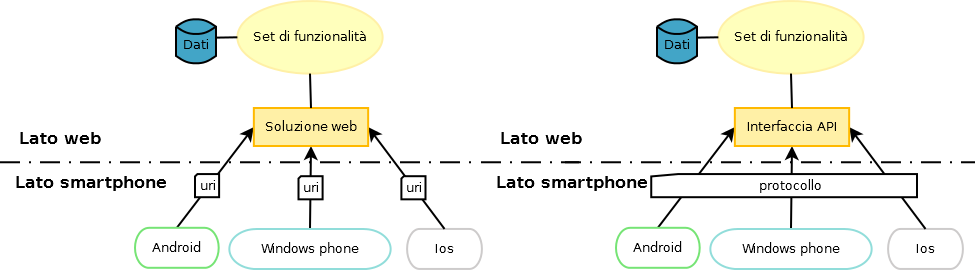 Dati
Set di funzionalità
Soluzione web
Lato web
Lato smartphone
uri
uri
uri
Android
Windows phone
Ios
Dati
Set di funzionalità
Interfaccia API
Lato web
Lato smartphone
protocollo
Android
Windows phone
Ios